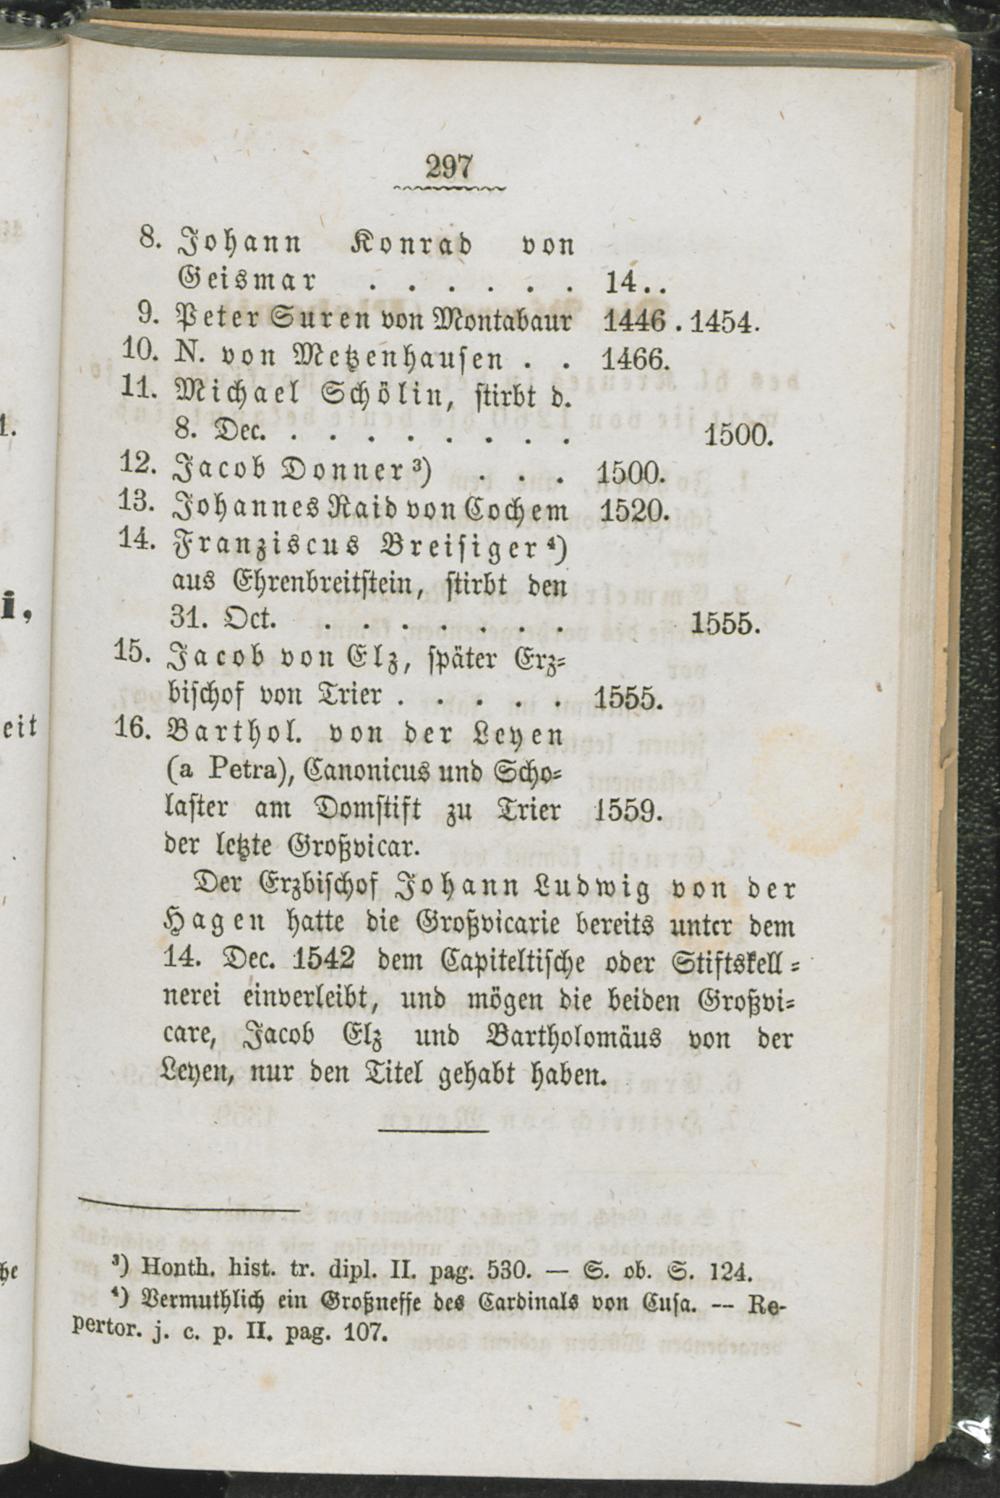 297
8. Johann Konrad von
Geismar . . . . . . 14..
9. Peter Suren von Montabaur 1446 . 1454.
10. N. von Metzenhausen . . 1466.
11. Michael Schölin, stirbt d.
8. Dec. . . . . . . . . 1500.
12. Jacob Donner³) . . . 1500.
13. Johannes Raid von Cochem 1520.
14. Franziscus Breisiger⁴)
aus Ehrenbreitstein, stirbt den
31. Oct. . . . . . . . 1555.
15. Jacob von Elz, später Erz=
bischof von Trier . . . . . 1555.
16. Barthol. von der Leyen
(a Petra), Canonicus und Scho=
laster am Domstift zu Trier 1559.
der letzte Großvicar.
Der Erzbischof Johann Ludwig von der
Hagen hatte die Großvicarie bereits unter dem
14. Dec. 1542 dem Capiteltische oder Stiftskell=
nerei einverleibt, und mögen die beiden Großvi=
care, Jacob Elz und Bartholomäus von der
Leyen, nur den Titel gehabt haben.
³) Honth. hist. tr. dipl. II. pag. 530. — S. ob. S. 124.
⁴) Vermuthlich ein Großneffe des Cardinals von Cusa. — Re-
pertor. j. c. p. II. pag. 107.